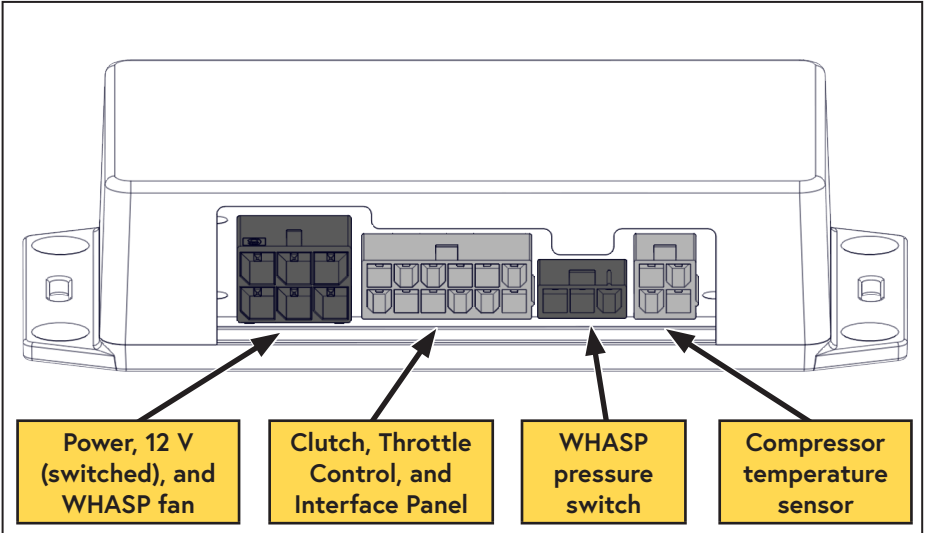 Power, 12 V
(switched), and
WHASP fan
Clutch, Throttle
Control, and
Interface Panel
WHASP
pressure
switch
Compressor
temperature
sensor